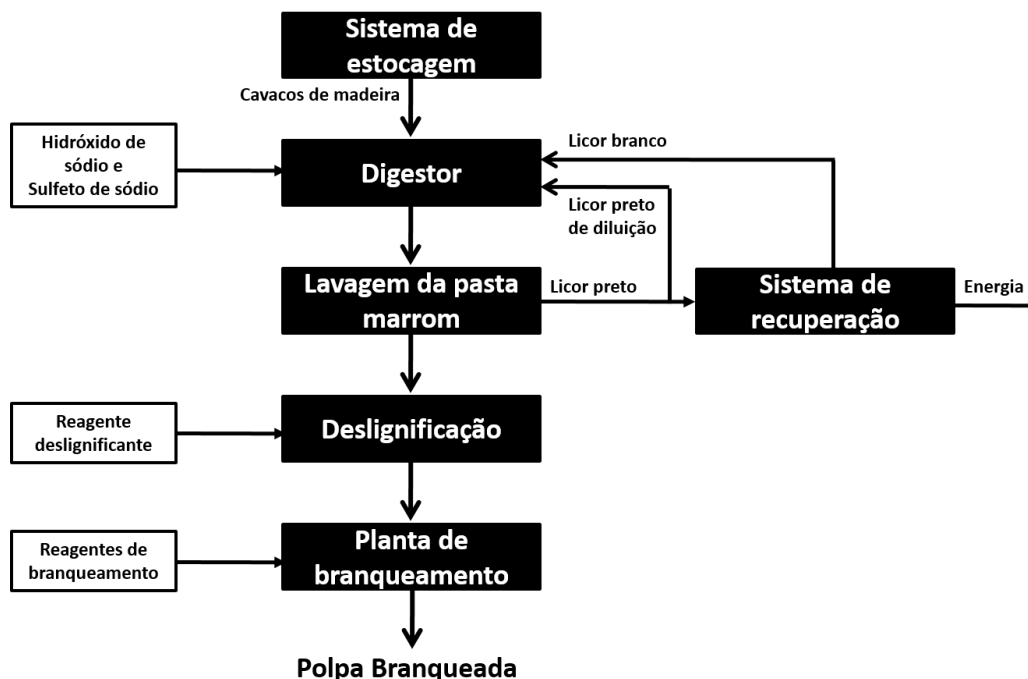 Sistema de
estocagem
Cavacos de madeira
Hidróxido de
sódio e
Sulfeto de sódio
Digestor
Licor branco
Licor preto
de diluição
Lavagem da pasta
marrom
Licor preto
Sistema de
recuperação
Energia
Reagente
deslignificante
Deslignificação
Reagentes de
branqueamento
Planta de
branqueamento
Polpa Branqueada